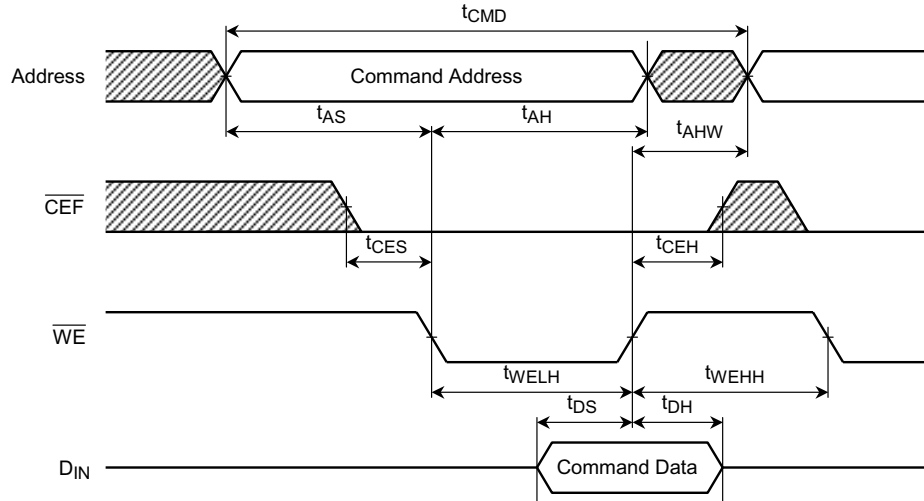 tCMD
Address
Command Address
tAS
tAH
tAHW
CEF
tCES
tCEH
WE
tWELH
tWEHH
tDS
tDH
DIN
Command Data